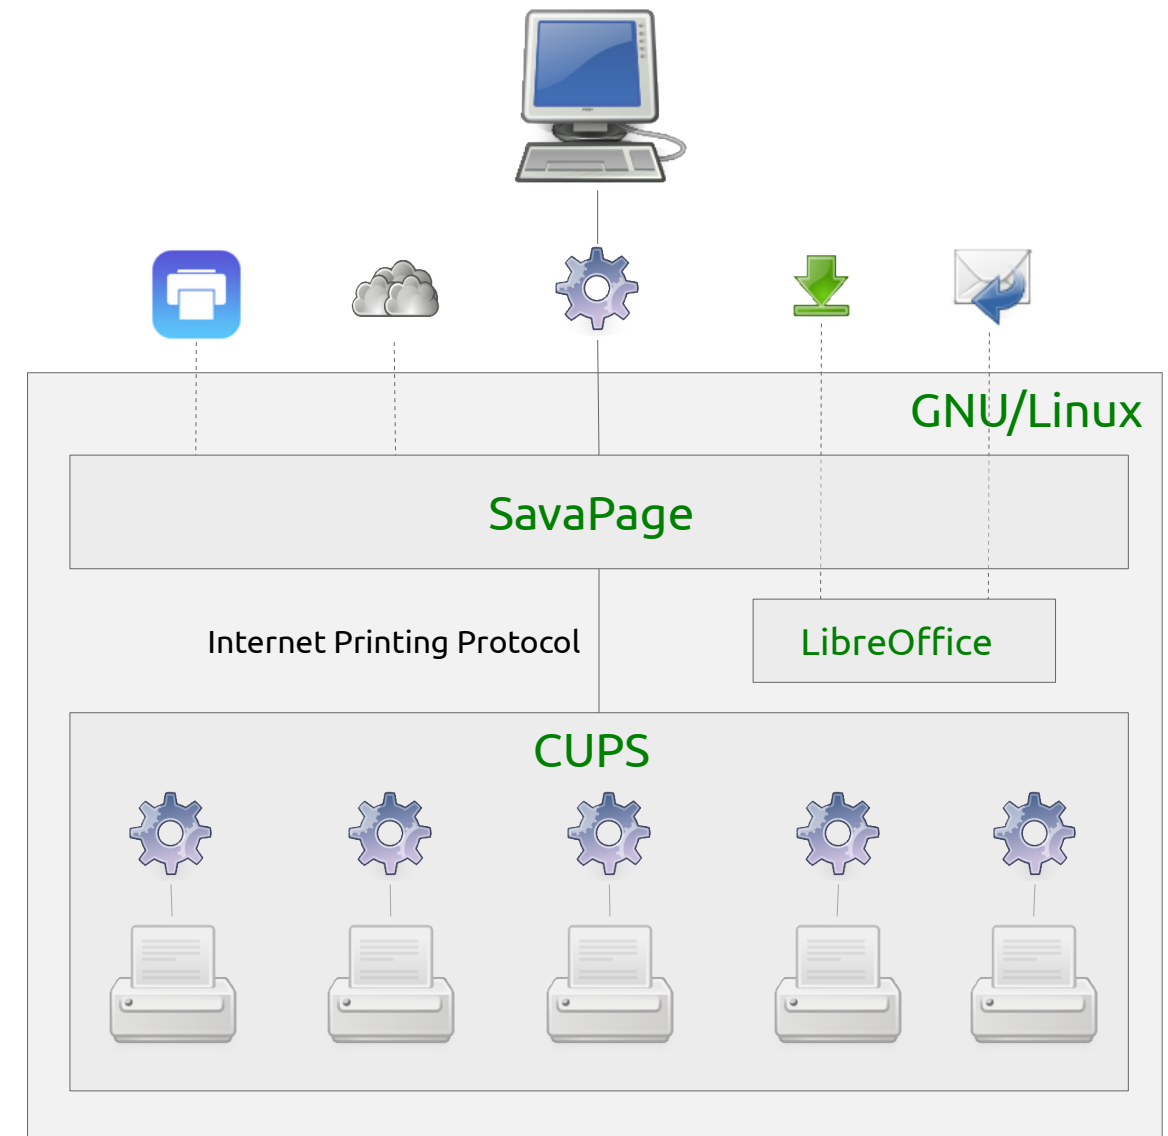 GNU/Linux
SavaPage
Internet Printing Protocol
LibreOffice
CUPS